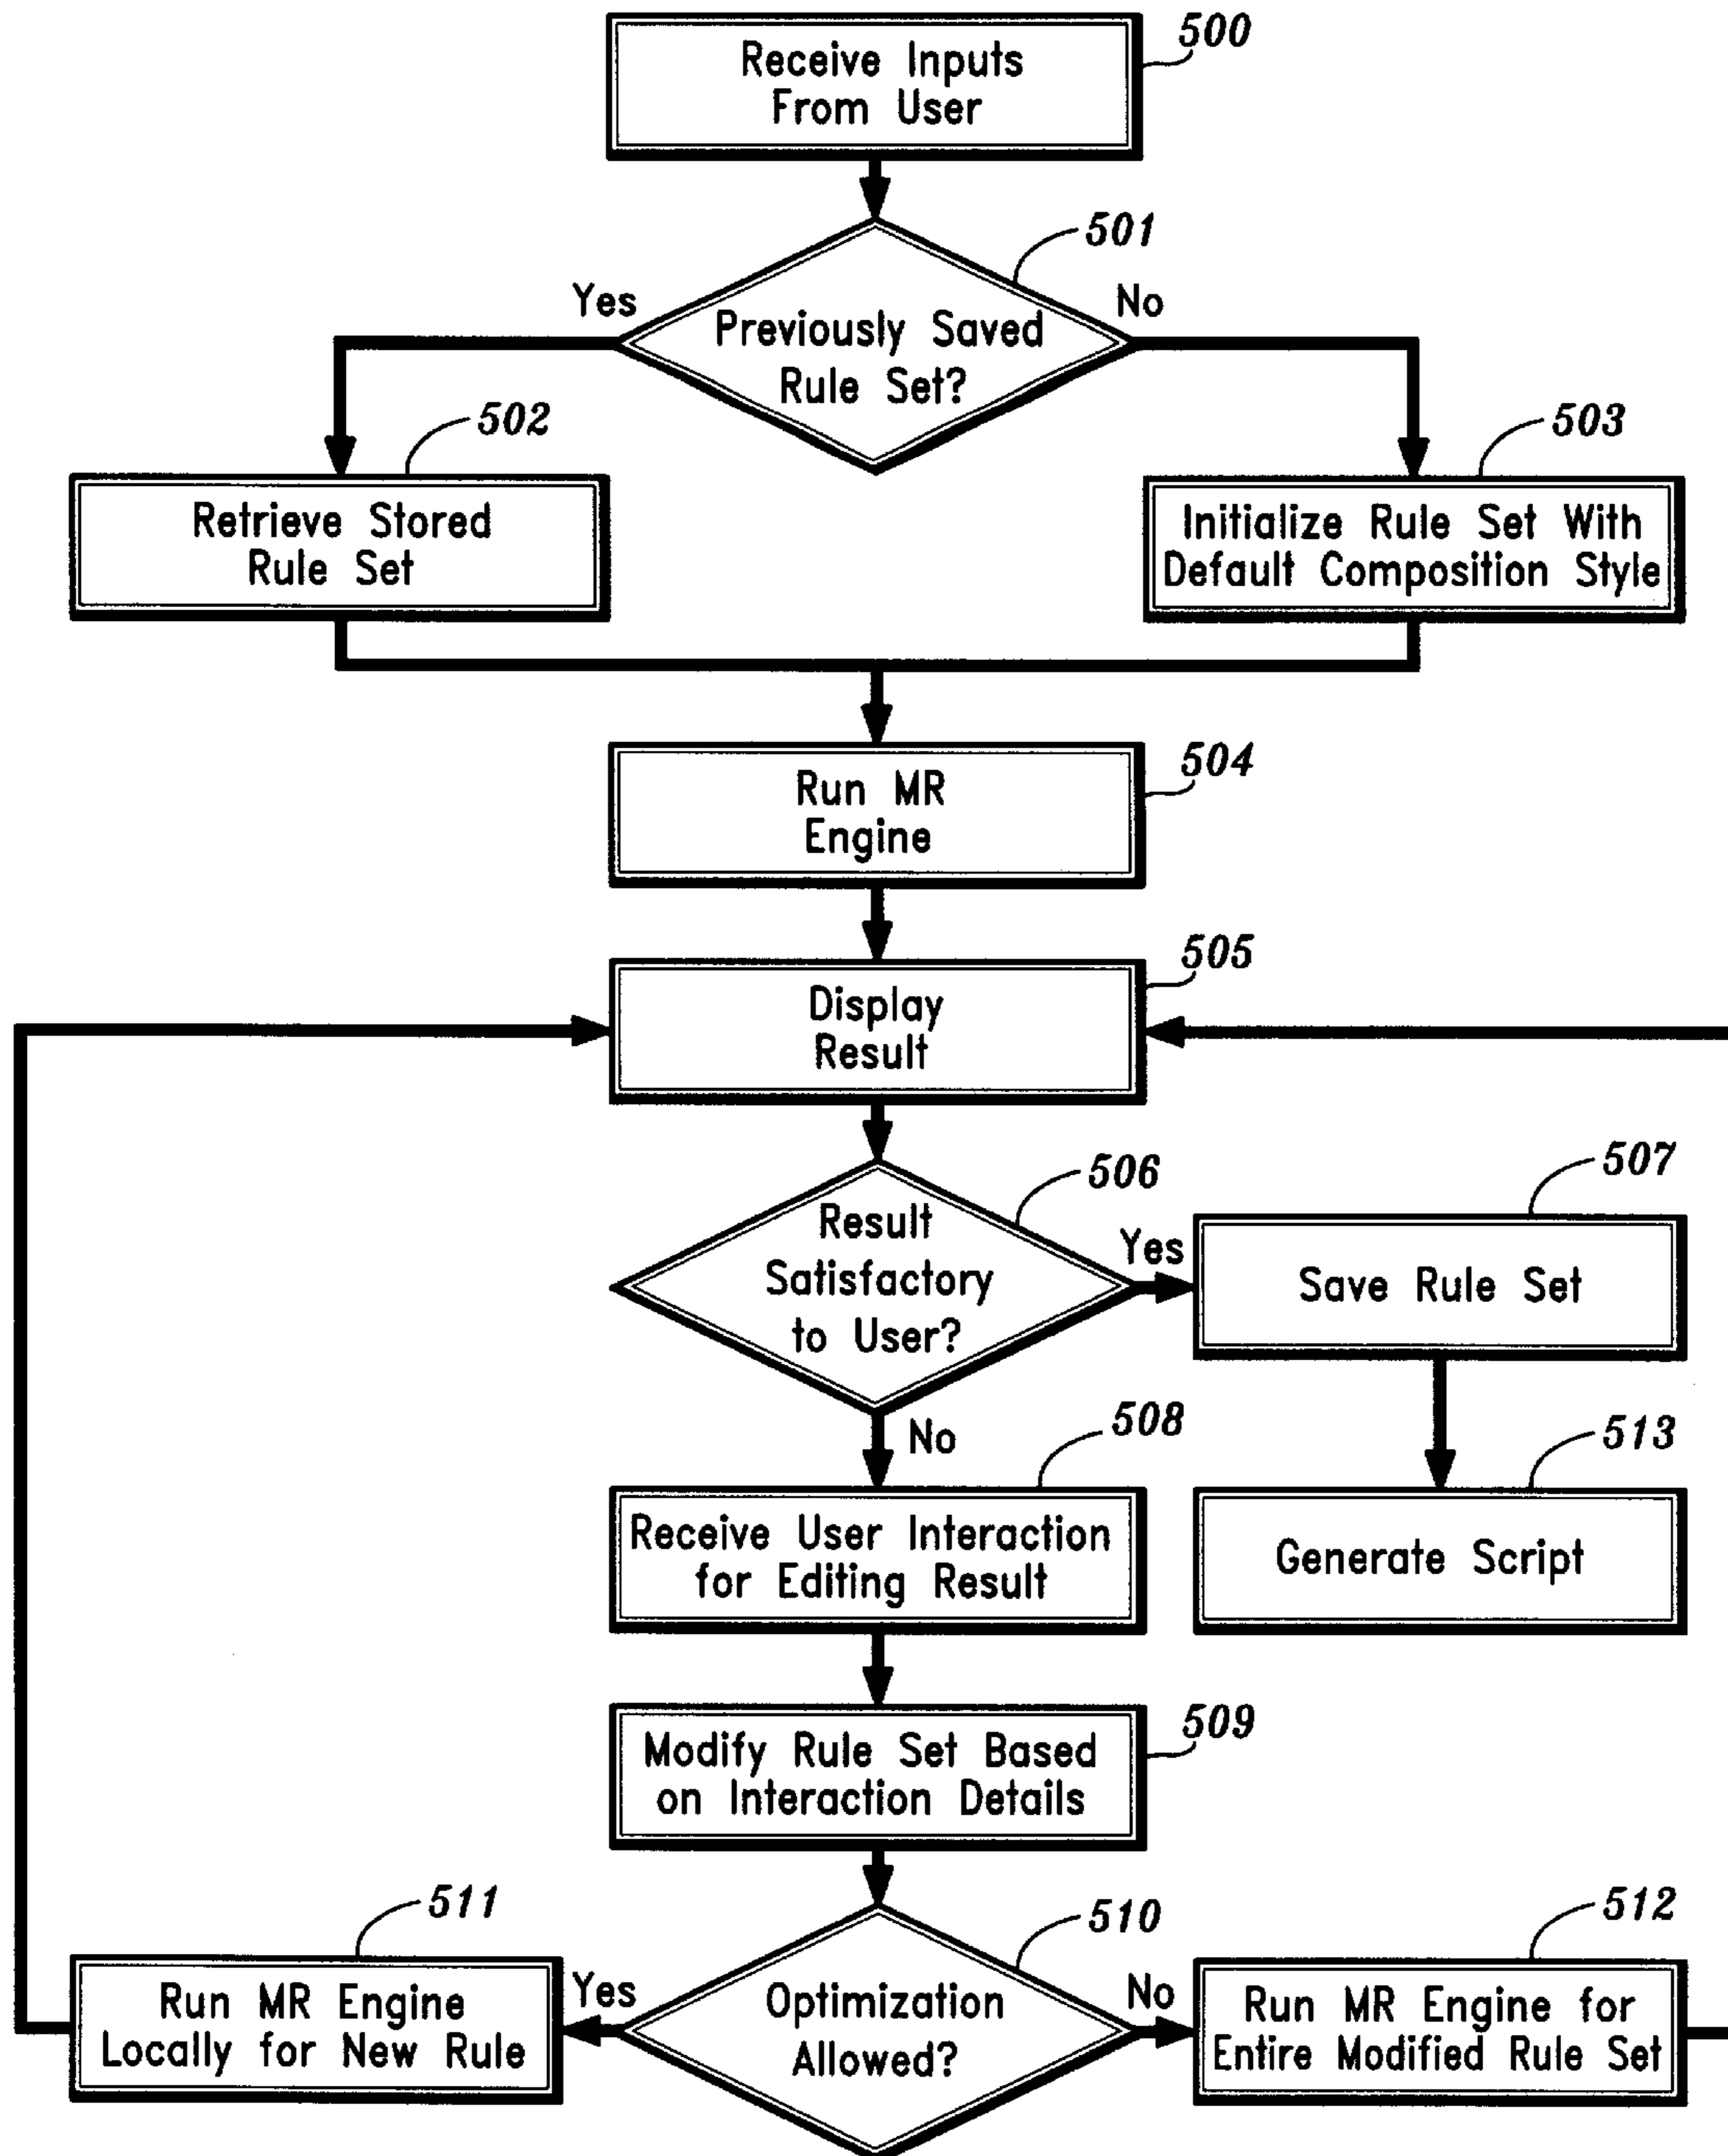 Receive Inputs
From User
500
501
Yes
No
Previously Saved
Rule Set?
502
503
Retrieve Stored
Rule Set
Initialize Rule Set With
Default Composition Style
504
Run MR
Engine
505
Display
Result
506
507
Result
Satisfactory
to User?
Yes
Save Rule Set
No
508
513
Receive User Interaction
for Editing Result
Generate Script
509
Modify Rule Set Based
on Interaction Details
511
510
512
Run MR Engine
Locally for New Rule
Yes
Optimization
Allowed?
No
Run MR Engine for
Entire Modified Rule Set